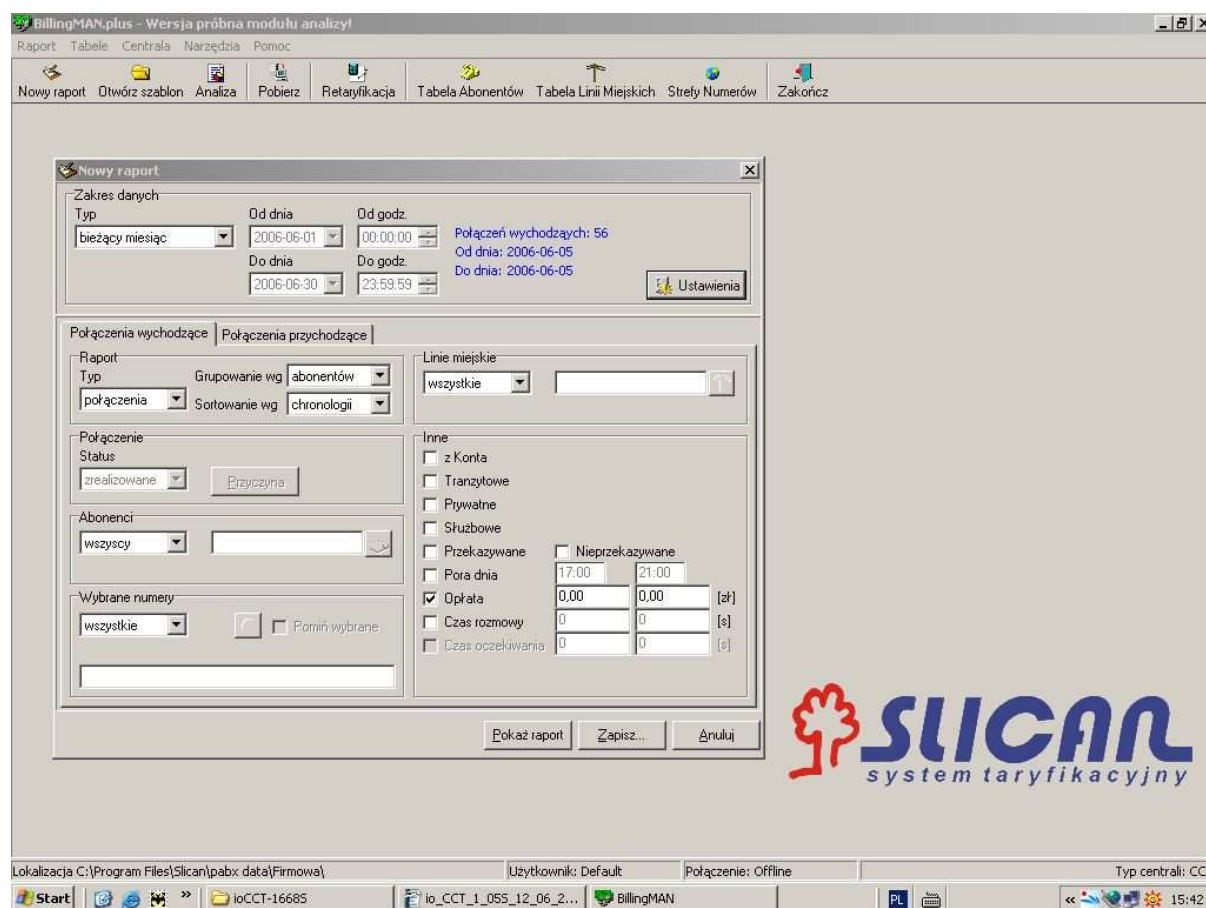 BillingMAN.plus - Wersja próbna modułu analizy!
Raport Tabele Centrala Narzędzia Pomoc
Nowy raport Otwórz szablon Analiza Pobierz Retaryfikacja Tabela Abonentów Tabela Linii Miejskich Strefy Numerów Zakończ
Nowy raport
Zakres danych
Typ Od dnia Od godz.
bieżący miesiąc 2006-06-01 00:00:00
Do dnia Do godz.
2006-06-30 23:59:59
Połączeń wychodząych: 56
Od dnia: 2006-06-05
Do dnia: 2006-06-05
Ustawienia
Połączenia wychodzące Połączenia przychodzące
Raport
Typ Grupowanie wg abonentów
połączenia Sortowanie wg chronologii
Połączenie
Status
zrealizowane Przyczyna
Abonenci
wszyscy
Wybrane numery
wszystkie Pomiń wybrane
Linie miejskie
wszystkie
Inne
z Konta
Tranzytowe
Prywatne
Służbowe
Przekazywane Nieprzekazywane
Pora dnia 17:00 21:00
Opłata 0,00 0,00 [zł]
Czas rozmowy 0 0 [s]
Czas oczekiwania 0 0 [s]
Pokaż raport Zapisz... Anuluj
SLICAN
system taryfikacyjny
Lokalizacja C:\Program Files\Slican\pabx data\Firmowa\ Użytkownik: Default Połączenie: Offline Typ centrali: CC
Start » ioCCT-1668S io_CCT_1_055_12_06_2... BillingMAN PL « 15:42